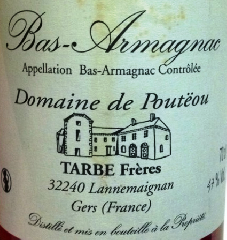 Bas-Armagnac
Appellation Bas-Armagnac Contrôlée
Domaine de Poutëou
TARBE Frères
32240 Lannemaignan
Gers (France)
Distillé et mis en bouteille à la Propriété